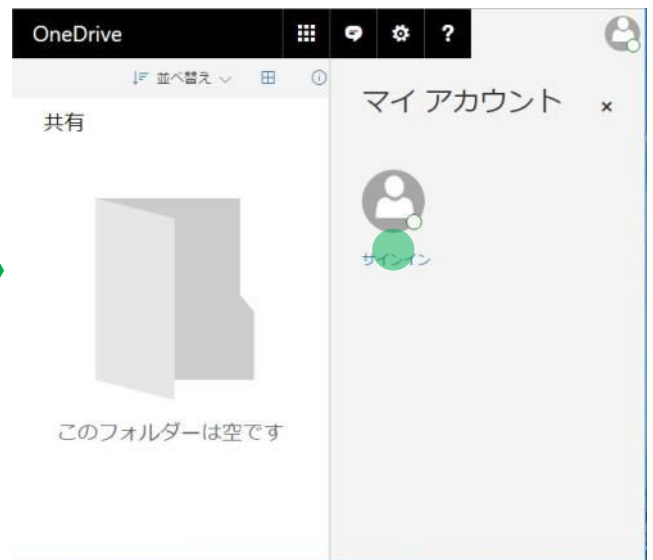 OneDrive ?
並べ替え
マイ アカウント ×
共有
サインイン
このフォルダーは空です